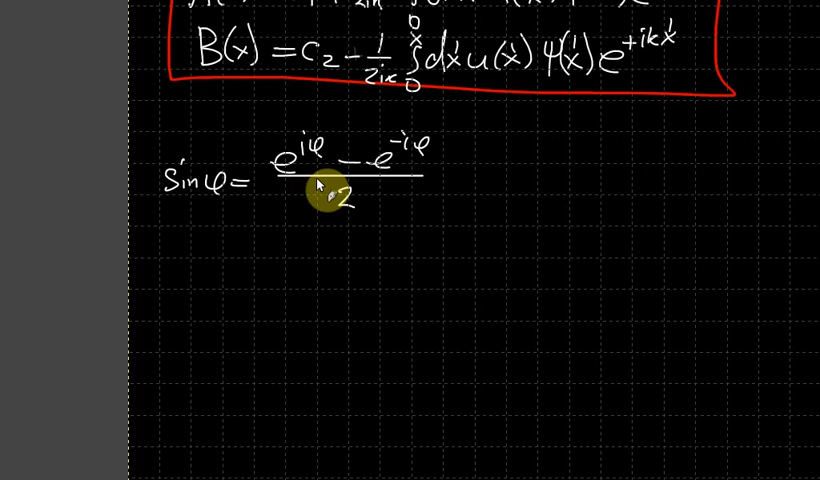 B(x) = c₂ - 1/2ik ∫₀ˣ dx' u(x') ψ(x') e^{+ikx'}
sinφ = (e^{iφ} - e^{-iφ}) / 2